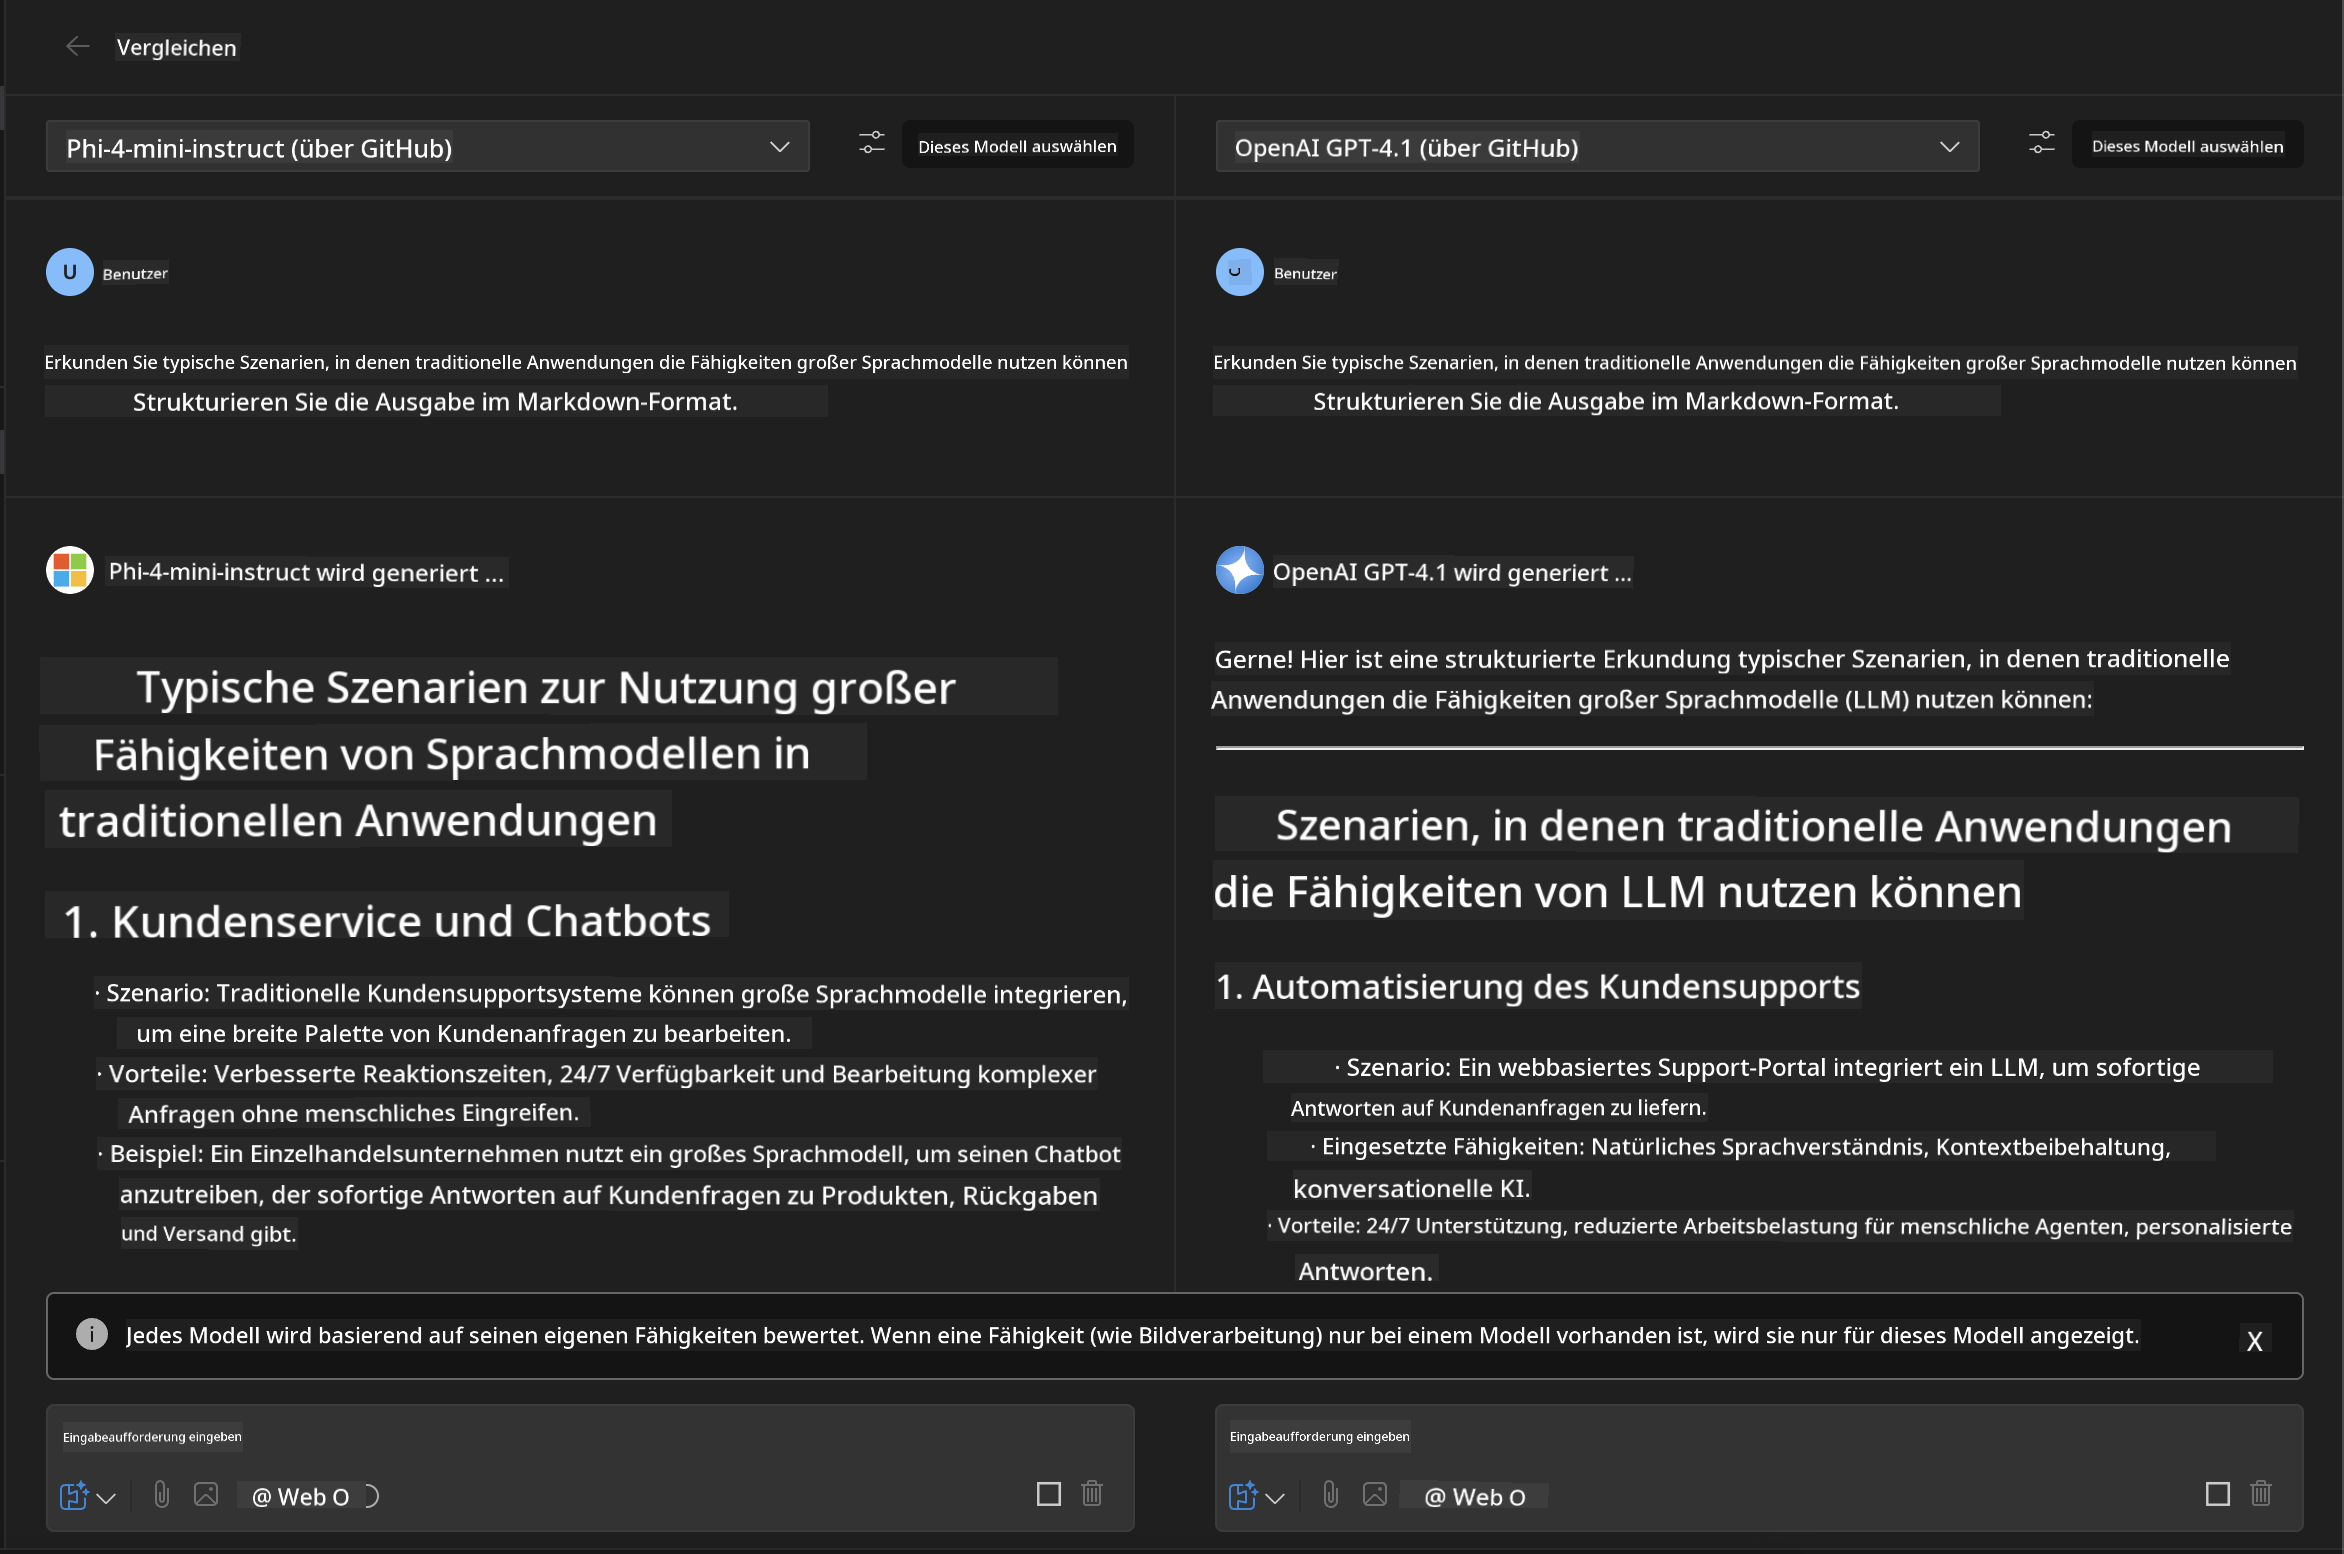 Vergleichen
Phi-4-mini-instruct (über GitHub)
Dieses Modell auswählen
U
Benutzer
Erkunden Sie typische Szenarien, in denen traditionelle Anwendungen die Fähigkeiten großer Sprachmodelle nutzen können
Strukturieren Sie die Ausgabe im Markdown-Format.
Phi-4-mini-instruct wird generiert ...
Typische Szenarien zur Nutzung großer
Fähigkeiten von Sprachmodellen in
traditionellen Anwendungen
1. Kundenservice und Chatbots
· Szenario: Traditionelle Kundensupportsysteme können große Sprachmodelle integrieren,
um eine breite Palette von Kundenanfragen zu bearbeiten.
· Vorteile: Verbesserte Reaktionszeiten, 24/7 Verfügbarkeit und Bearbeitung komplexer
Anfragen ohne menschliches Eingreifen.
· Beispiel: Ein Einzelhandelsunternehmen nutzt ein großes Sprachmodell, um seinen Chatbot
anzutreiben, der sofortige Antworten auf Kundenfragen zu Produkten, Rückgaben
und Versand gibt.
OpenAI GPT-4.1 (über GitHub)
Dieses Modell auswählen
Benutzer
Erkunden Sie typische Szenarien, in denen traditionelle Anwendungen die Fähigkeiten großer Sprachmodelle nutzen können
Strukturieren Sie die Ausgabe im Markdown-Format.
OpenAI GPT-4.1 wird generiert ...
Gerne! Hier ist eine strukturierte Erkundung typischer Szenarien, in denen traditionelle
Anwendungen die Fähigkeiten großer Sprachmodelle (LLM) nutzen können:
Szenarien, in denen traditionelle Anwendungen
die Fähigkeiten von LLM nutzen können
1. Automatisierung des Kundensupports
· Szenario: Ein webbasiertes Support-Portal integriert ein LLM, um sofortige
Antworten auf Kundenanfragen zu liefern.
· Eingesetzte Fähigkeiten: Natürliches Sprachverständnis, Kontextbeibehaltung,
konversationelle KI.
· Vorteile: 24/7 Unterstützung, reduzierte Arbeitsbelastung für menschliche Agenten, personalisierte
Antworten.
Jedes Modell wird basierend auf seinen eigenen Fähigkeiten bewertet. Wenn eine Fähigkeit (wie Bildverarbeitung) nur bei einem Modell vorhanden ist, wird sie nur für dieses Modell angezeigt.
X
Eingabeaufforderung eingeben
@ Web O
Eingabeaufforderung eingeben
@ Web O